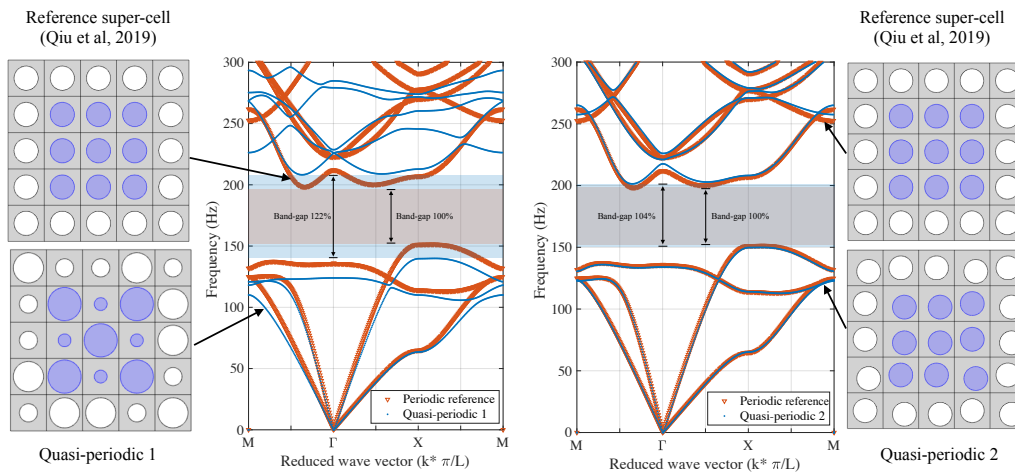 Reference super-cell
(Qiu et al, 2019)
Quasi-periodic 1
300
250
200
150
100
50
0
Frequency (Hz)
Band-gap 122%
Band-gap 100%
Periodic reference
Quasi-periodic 1
M
Γ
X
M
Reduced wave vector (k* π/L)
300
250
200
150
100
50
0
Frequency (Hz)
Band-gap 104%
Band-gap 100%
Periodic reference
Quasi-periodic 2
M
Γ
X
M
Reduced wave vector (k* π/L)
Reference super-cell
(Qiu et al, 2019)
Quasi-periodic 2